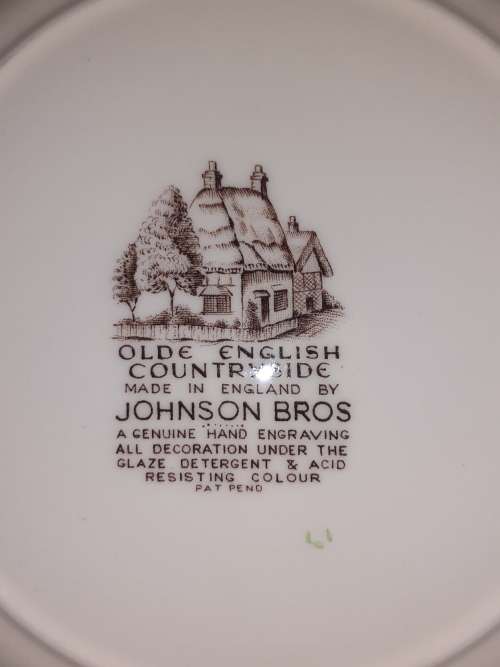 OLDE ENGLISH
COUNTRYSIDE
MADE IN ENGLAND BY
JOHNSON BROS
A GENUINE HAND ENGRAVING
ALL DECORATION UNDER THE
GLAZE DETERGENT & ACID
RESISTING COLOUR
PAT PEND